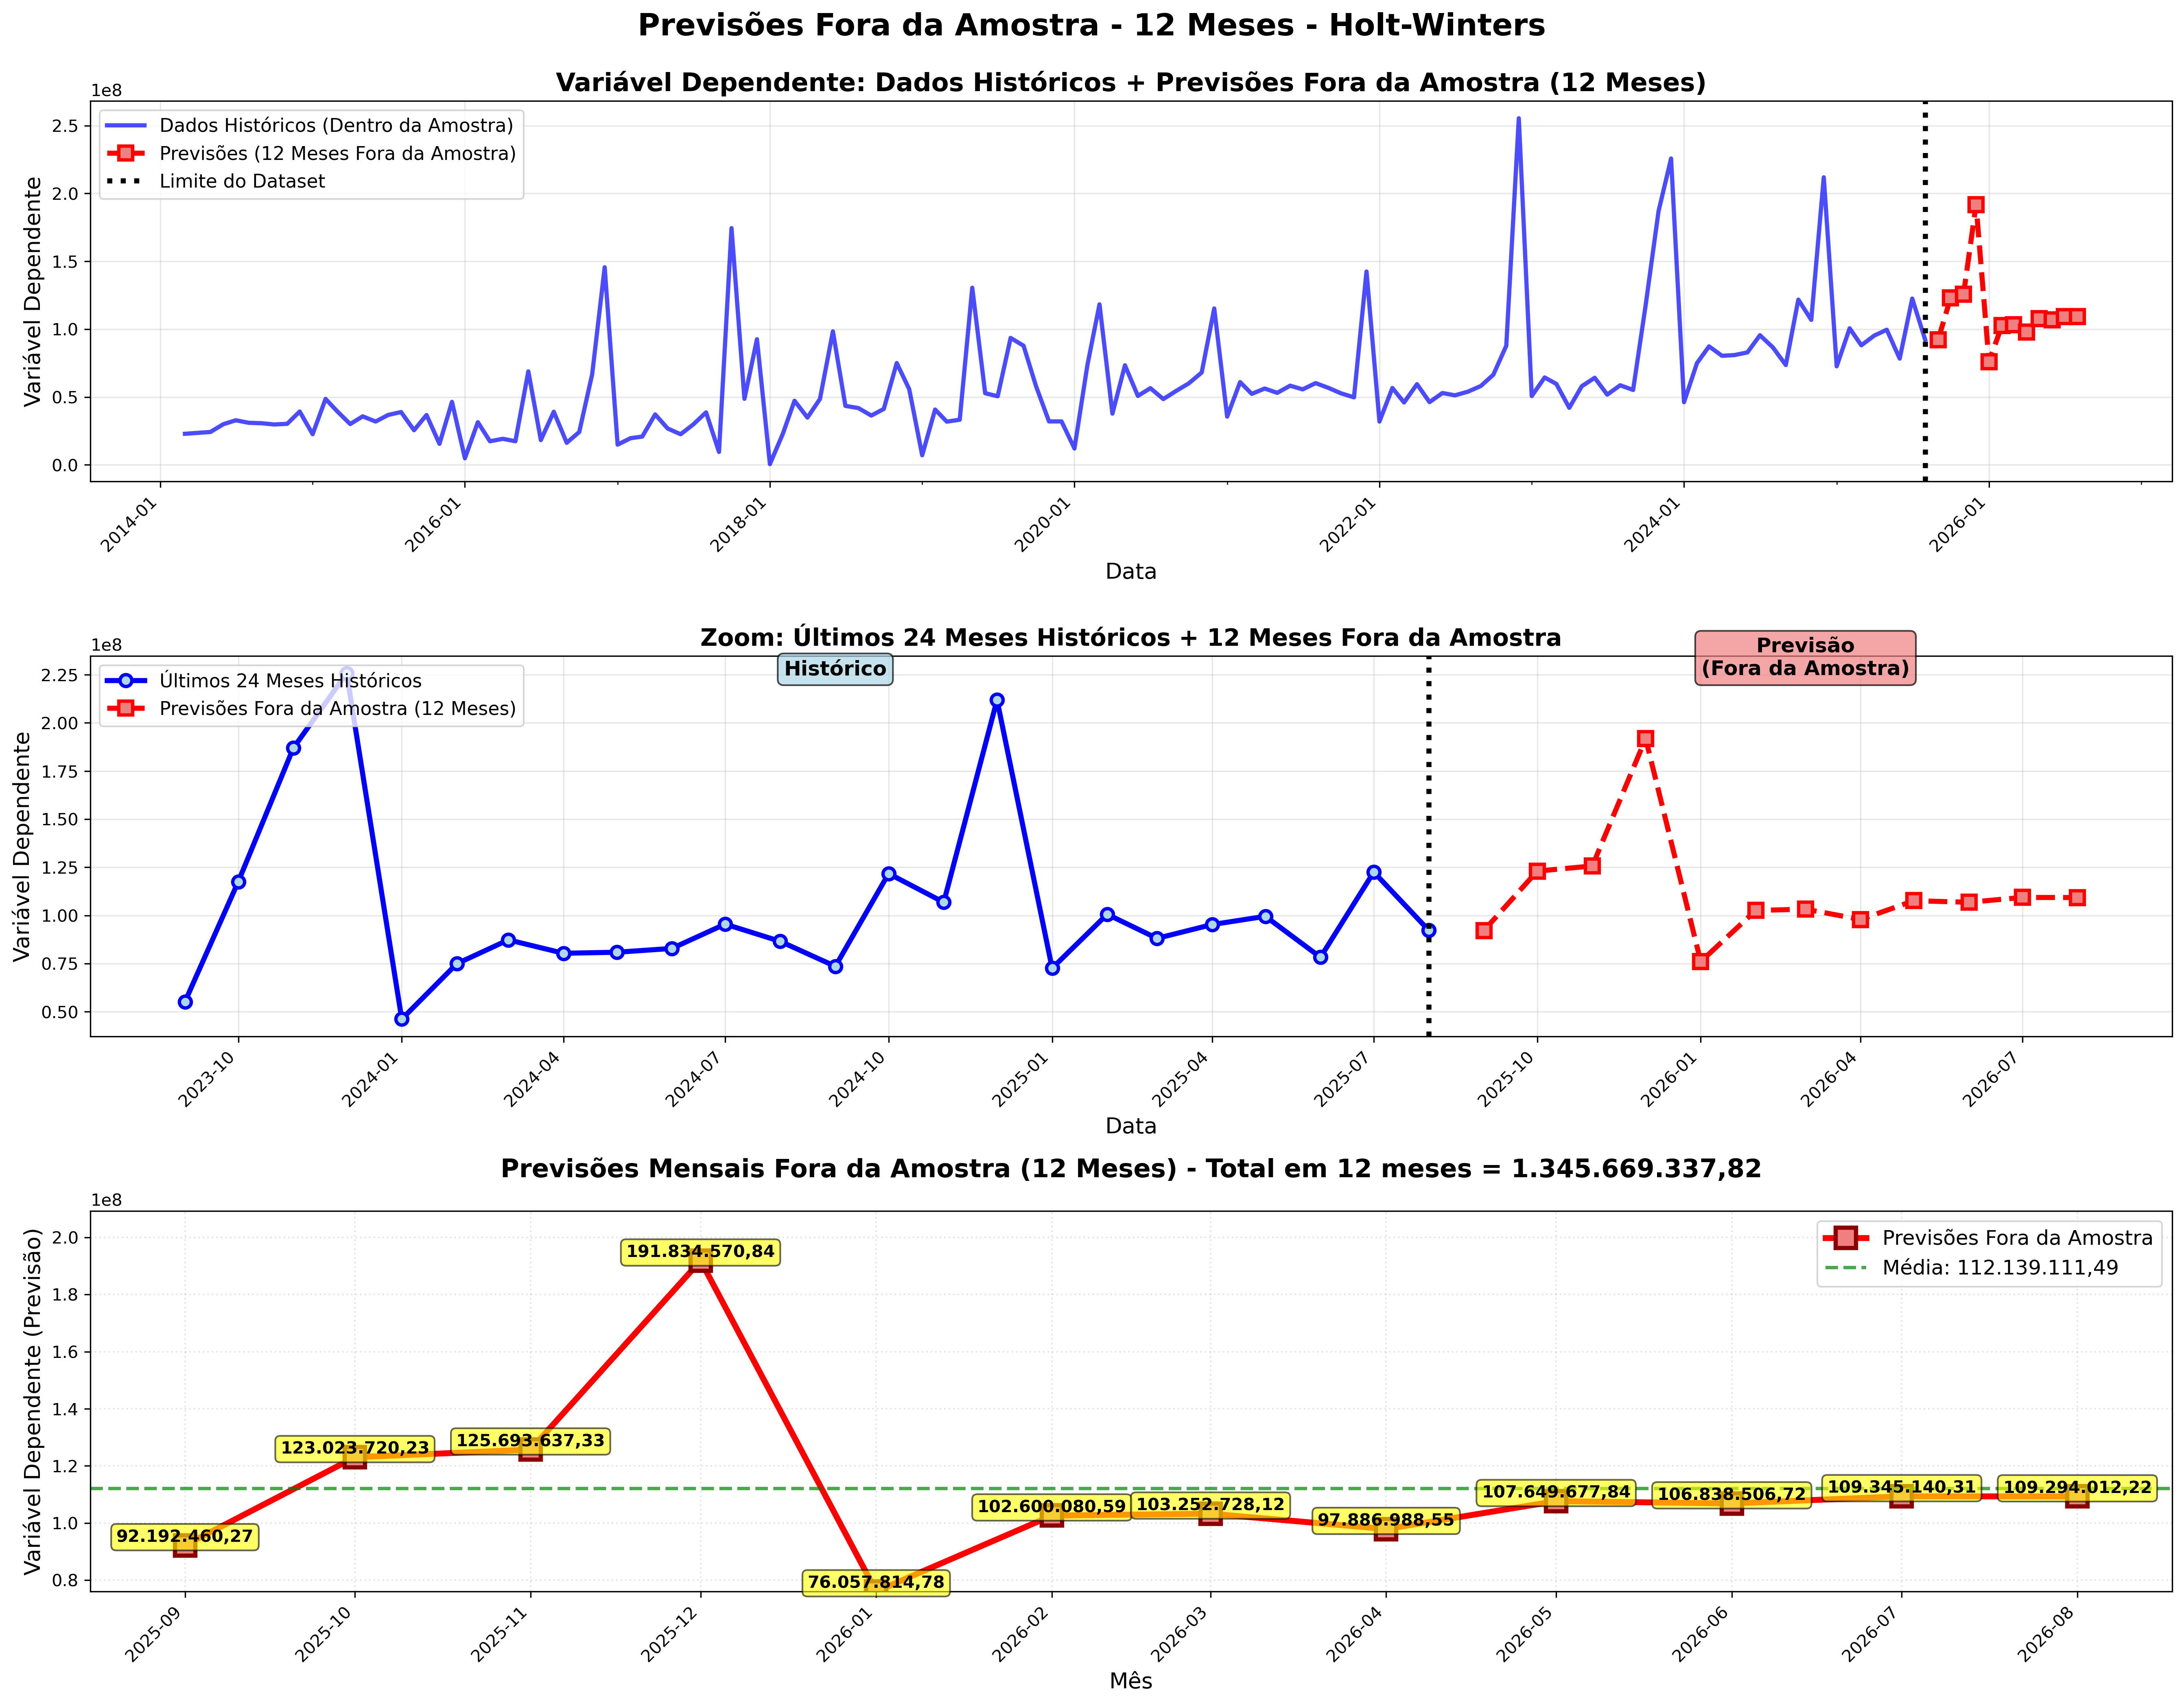 Previsões Fora da Amostra - 12 Meses - Holt-Winters
Variável Dependente: Dados Históricos + Previsões Fora da Amostra (12 Meses)
1e8
Dados Históricos (Dentro da Amostra)
Previsões (12 Meses Fora da Amostra)
Limite do Dataset
Variável Dependente
2.5
2.0
1.5
1.0
0.5
0.0
2014-01
2016-01
2018-01
2020-01
2022-01
2024-01
2026-01
Data
Zoom: Últimos 24 Meses Históricos + 12 Meses Fora da Amostra
1e8
Últimos 24 Meses Históricos
Previsões Fora da Amostra (12 Meses)
Histórico
Previsão
(Fora da Amostra)
Variável Dependente
2.25
2.00
1.75
1.50
1.25
1.00
0.75
0.50
2023-10
2024-01
2024-04
2024-07
2024-10
2025-01
2025-04
2025-07
2025-10
2026-01
2026-04
2026-07
Data
Previsões Mensais Fora da Amostra (12 Meses) - Total em 12 meses = 1.345.669.337,82
1e8
Previsões Fora da Amostra
Média: 112.139.111,49
Variável Dependente (Previsão)
2.0
1.8
1.6
1.4
1.2
1.0
0.8
92.192.460,27
123.023.720,23
125.693.637,33
191.834.570,84
76.057.814,78
102.600.080,59
103.252.728,12
97.886.988,55
107.649.677,84
106.838.506,72
109.345.140,31
109.294.012,22
2025-09
2025-10
2025-11
2025-12
2026-01
2026-02
2026-03
2026-04
2026-05
2026-06
2026-07
2026-08
Mês